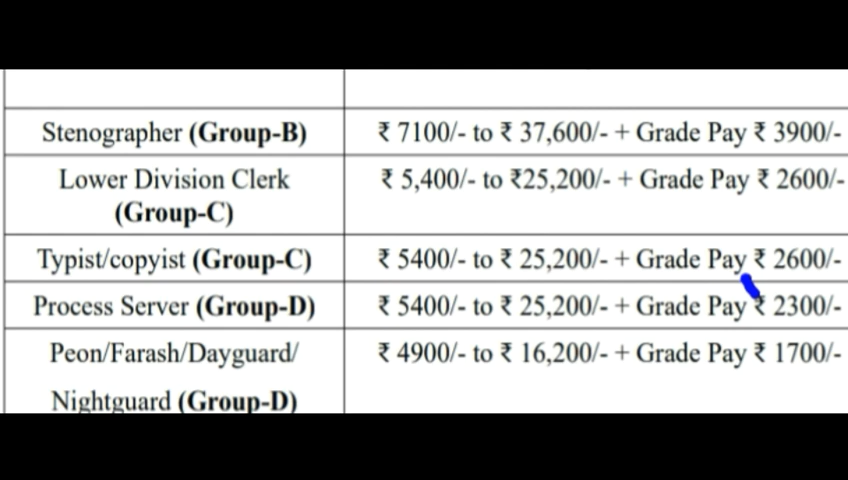 Stenographer (Group-B) ₹ 7100/- to ₹ 37,600/- + Grade Pay ₹ 3900/-
Lower Division Clerk ₹ 5,400/- to ₹25,200/- + Grade Pay ₹ 2600/-
(Group-C)
Typist/copyist (Group-C) ₹ 5400/- to ₹ 25,200/- + Grade Pay ₹ 2600/-
Process Server (Group-D) ₹ 5400/- to ₹ 25,200/- + Grade Pay ₹ 2300/-
Peon/Farash/Dayguard/ ₹ 4900/- to ₹ 16,200/- + Grade Pay ₹ 1700/-
Nightguard (Group-D)